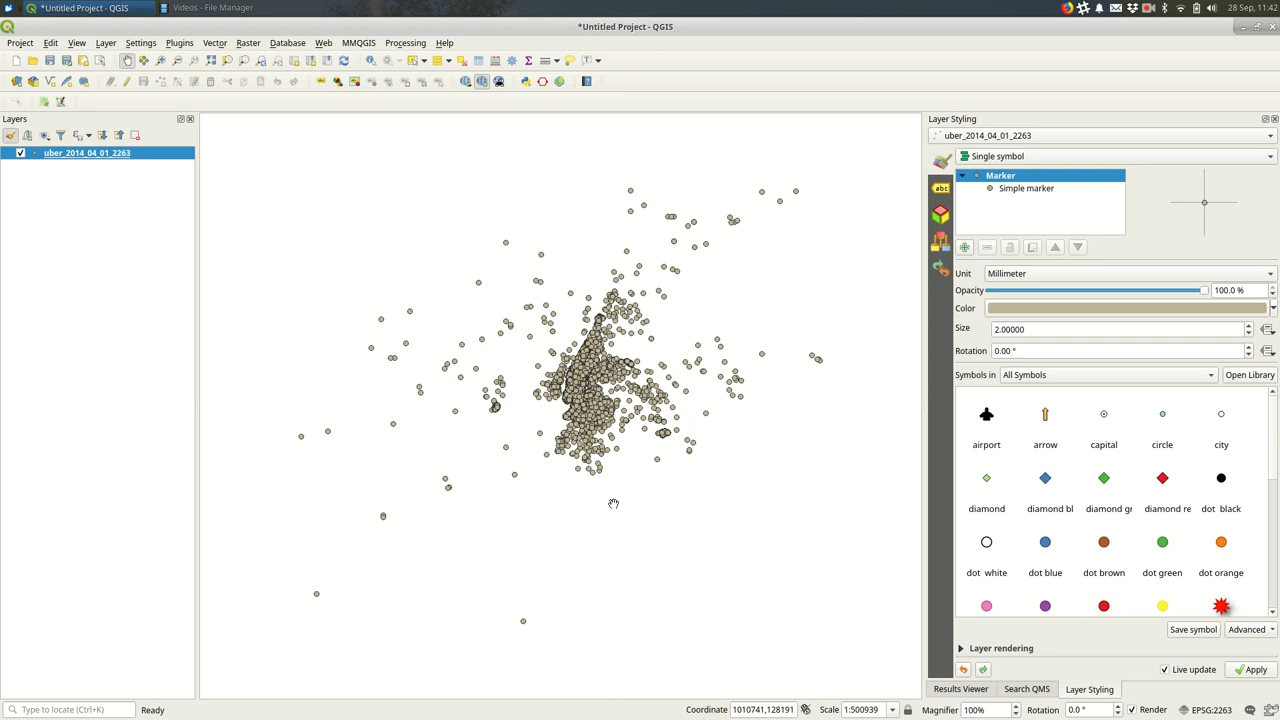 *Untitled Project - QGIS
Videos - File Manager
28 Sep, 11:42
*Untitled Project - QGIS
Project Edit View Layer Settings Plugins Vector Raster Database Web MMQGIS Processing Help
Layers
uber_2014_04_01_2263
Layer Styling
uber_2014_04_01_2263
Single symbol
Marker
Simple marker
abc
Unit Millimeter
Opacity 100.0 %
Color
Size 2.00000
Rotation 0.00 °
Symbols in All Symbols Open Library
airport arrow capital circle city
diamond diamond bl diamond gr diamond re dot black
dot white dot blue dot brown dot green dot orange
Save symbol Advanced
Layer rendering
Live update Apply
Results Viewer Search QMS Layer Styling
Type to locate (Ctrl+K) Ready Coordinate 1010741,128191 Scale 1:500939 Magnifier 100% Rotation 0.0 ° Render EPSG:2263